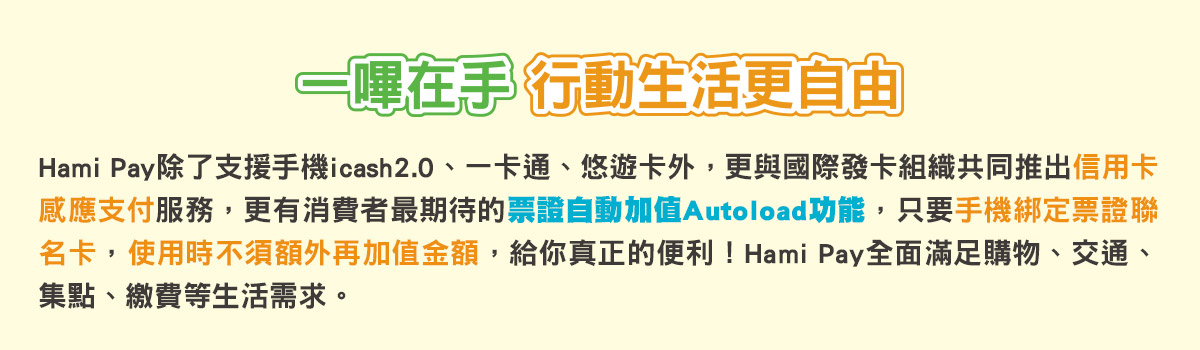 一嗶在手 行動生活更自由
Hami Pay除了支援手機icash2.0、一卡通、悠遊卡外，更與國際發卡組織共同推出信用卡
感應支付服務，更有消費者最期待的票證自動加值Autoload功能，只要手機綁定票證聯
名卡，使用時不須額外再加值金額，給你真正的便利！Hami Pay全面滿足購物、交通、
集點、繳費等生活需求。